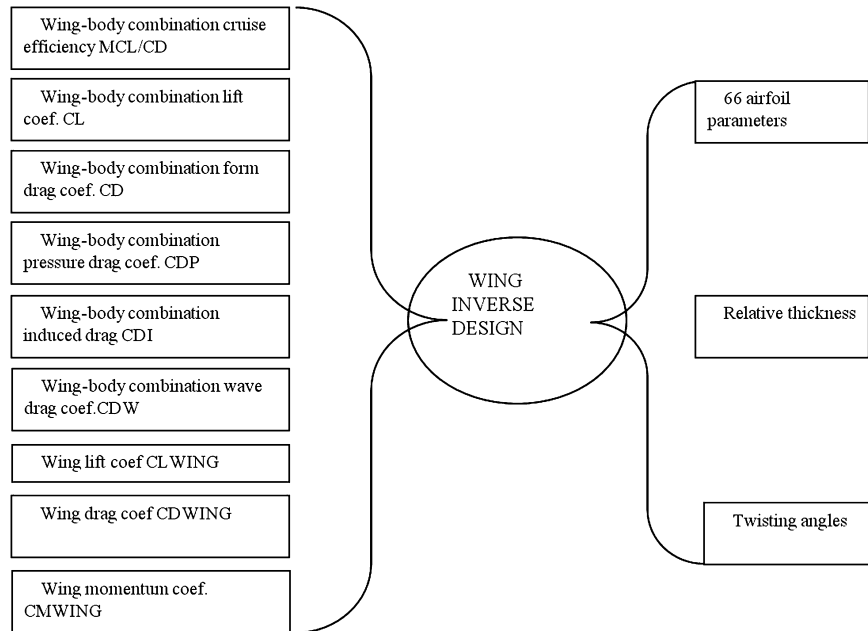 Wing-body combination cruise
efficiency MCL/CD
Wing-body combination lift
coef. CL
Wing-body combination form
drag coef. CD
Wing-body combination
pressure drag coef. CDP
Wing-body combination
induced drag CDI
Wing-body combination wave
drag coef.CDW
Wing lift coef CLWING
Wing drag coef CDWING
Wing momentum coef.
CMWING
WING
INVERSE
DESIGN
66 airfoil
parameters
Relative thickness
Twisting angles